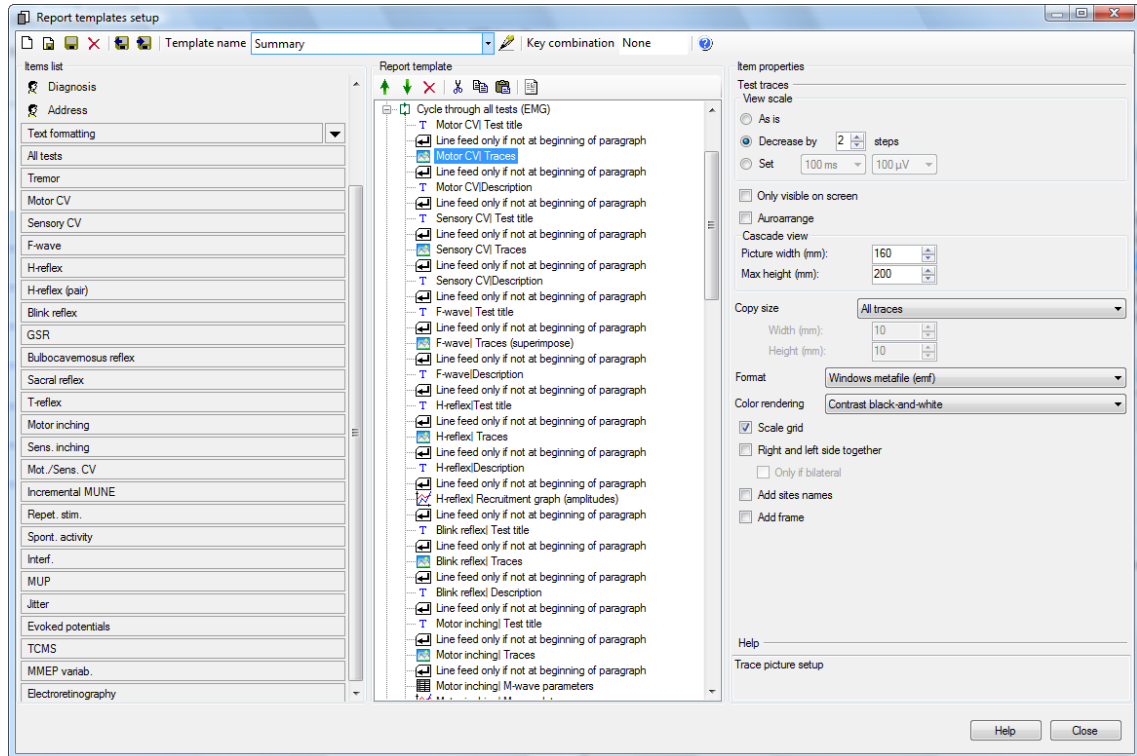 Report templates setup
Template name Summary Key combination None
Items list
Diagnosis
Address
Text formatting
All tests
Tremor
Motor CV
Sensory CV
F-wave
H-reflex
H-reflex (pair)
Blink reflex
GSR
Bulbocavernosus reflex
Sacral reflex
T-reflex
Motor inching
Sens. inching
Mot./Sens. CV
Incremental MUNE
Repet. stim.
Spont. activity
Interf.
MUP
Jitter
Evoked potentials
TCMS
MMEP variab.
Electroretinography
Report template
Cycle through all tests (EMG)
T Motor CV| Test title
Line feed only if not at beginning of paragraph
Motor CV| Traces
Line feed only if not at beginning of paragraph
T Motor CV|Description
Line feed only if not at beginning of paragraph
T Sensory CV| Test title
Line feed only if not at beginning of paragraph
Sensory CV| Traces
Line feed only if not at beginning of paragraph
T Sensory CV|Description
Line feed only if not at beginning of paragraph
T F-wave| Test title
Line feed only if not at beginning of paragraph
F-wave| Traces (superimpose)
Line feed only if not at beginning of paragraph
T F-wave|Description
Line feed only if not at beginning of paragraph
T H-reflex|Test title
Line feed only if not at beginning of paragraph
H-reflex| Traces
Line feed only if not at beginning of paragraph
T H-reflex|Description
Line feed only if not at beginning of paragraph
H-reflex| Recruitment graph (amplitudes)
Line feed only if not at beginning of paragraph
T Blink reflex| Test title
Line feed only if not at beginning of paragraph
Blink reflex| Traces
Line feed only if not at beginning of paragraph
T Blink reflex| Description
Line feed only if not at beginning of paragraph
T Motor inching| Test title
Line feed only if not at beginning of paragraph
Motor inching| Traces
Line feed only if not at beginning of paragraph
Motor inching| M-wave parameters
Item properties
Test traces
View scale
As is
Decrease by 2 steps
Set 100 ms 100 µV
Only visible on screen
Auroarrange
Cascade view
Picture width (mm): 160
Max height (mm): 200
Copy size All traces
Width (mm): 10
Height (mm): 10
Format Windows metafile (emf)
Color rendering Contrast black-and-white
Scale grid
Right and left side together
Only if bilateral
Add sites names
Add frame
Help
Trace picture setup
Help Close